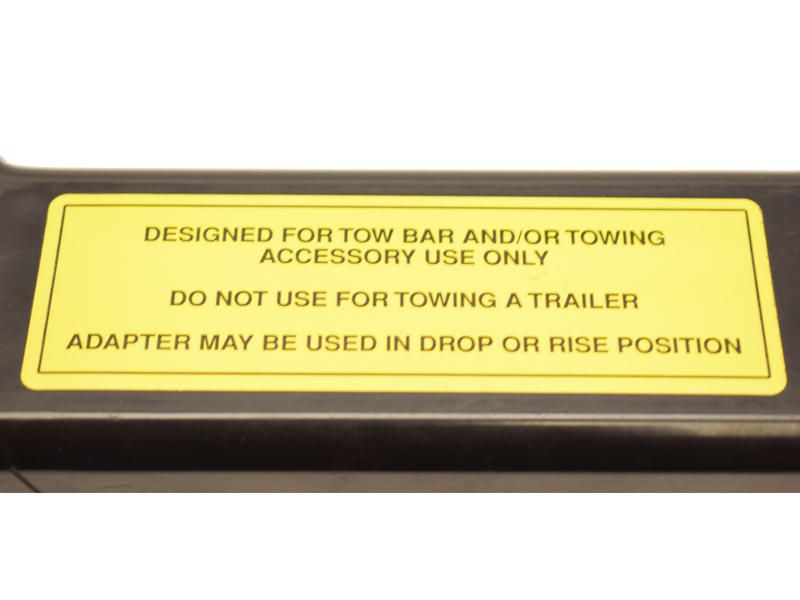 DESIGNED FOR TOW BAR AND/OR TOWING
ACCESSORY USE ONLY
DO NOT USE FOR TOWING A TRAILER
ADAPTER MAY BE USED IN DROP OR RISE POSITION